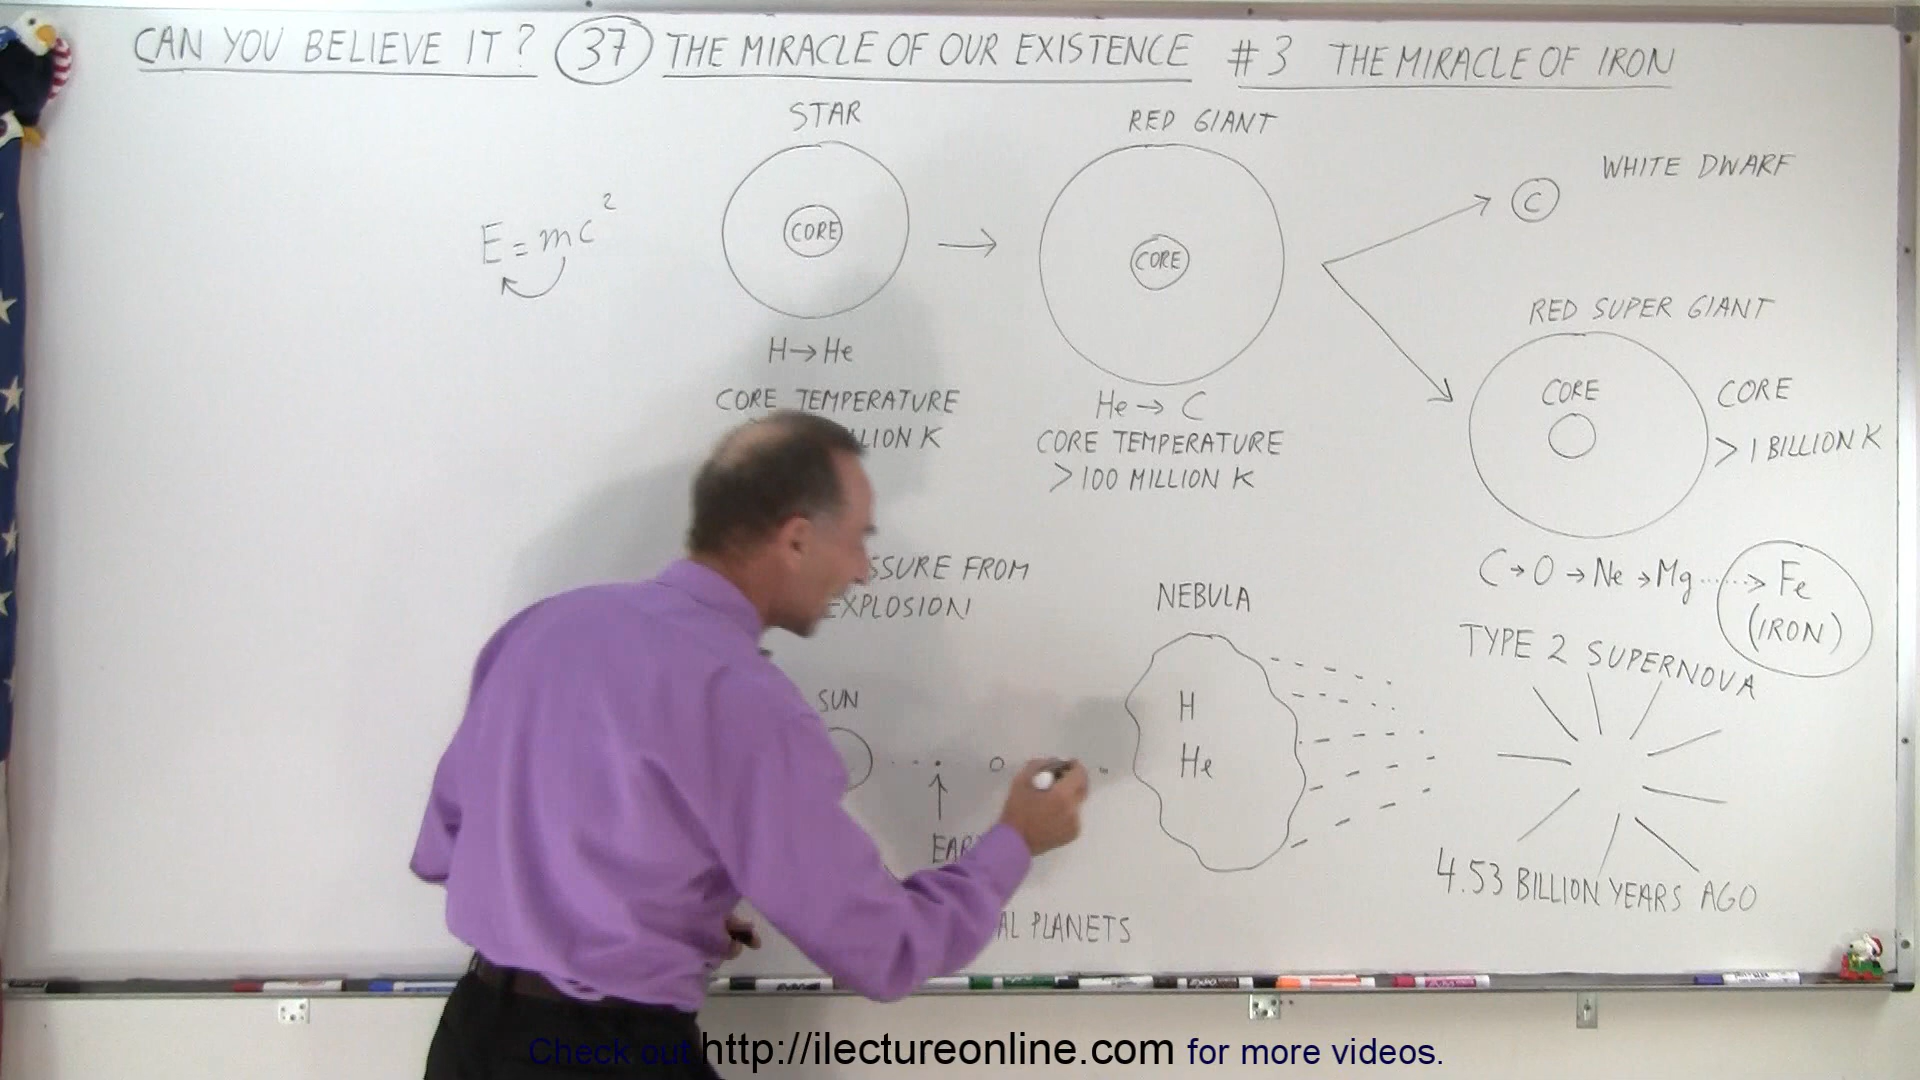 CAN YOU BELIEVE IT? 37 THE MIRACLE OF OUR EXISTENCE #3 THE MIRACLE OF IRON
STAR
RED GIANT
WHITE DWARF
E=mc²
CORE
CORE
C
RED SUPER GIANT
H→He
CORE TEMPERATURE
LION K
He→C
CORE TEMPERATURE
>100 MILLION K
CORE
CORE
>1 BILLION K
SSURE FROM
EXPLOSION
NEBULA
C→O→Ne→Mg.....→Fe
(IRON)
TYPE 2 SUPERNOVA
SUN
H
He
EAR
4.53 BILLION YEARS AGO
AL PLANETS
Check out http://ilectureonline.com for more videos.